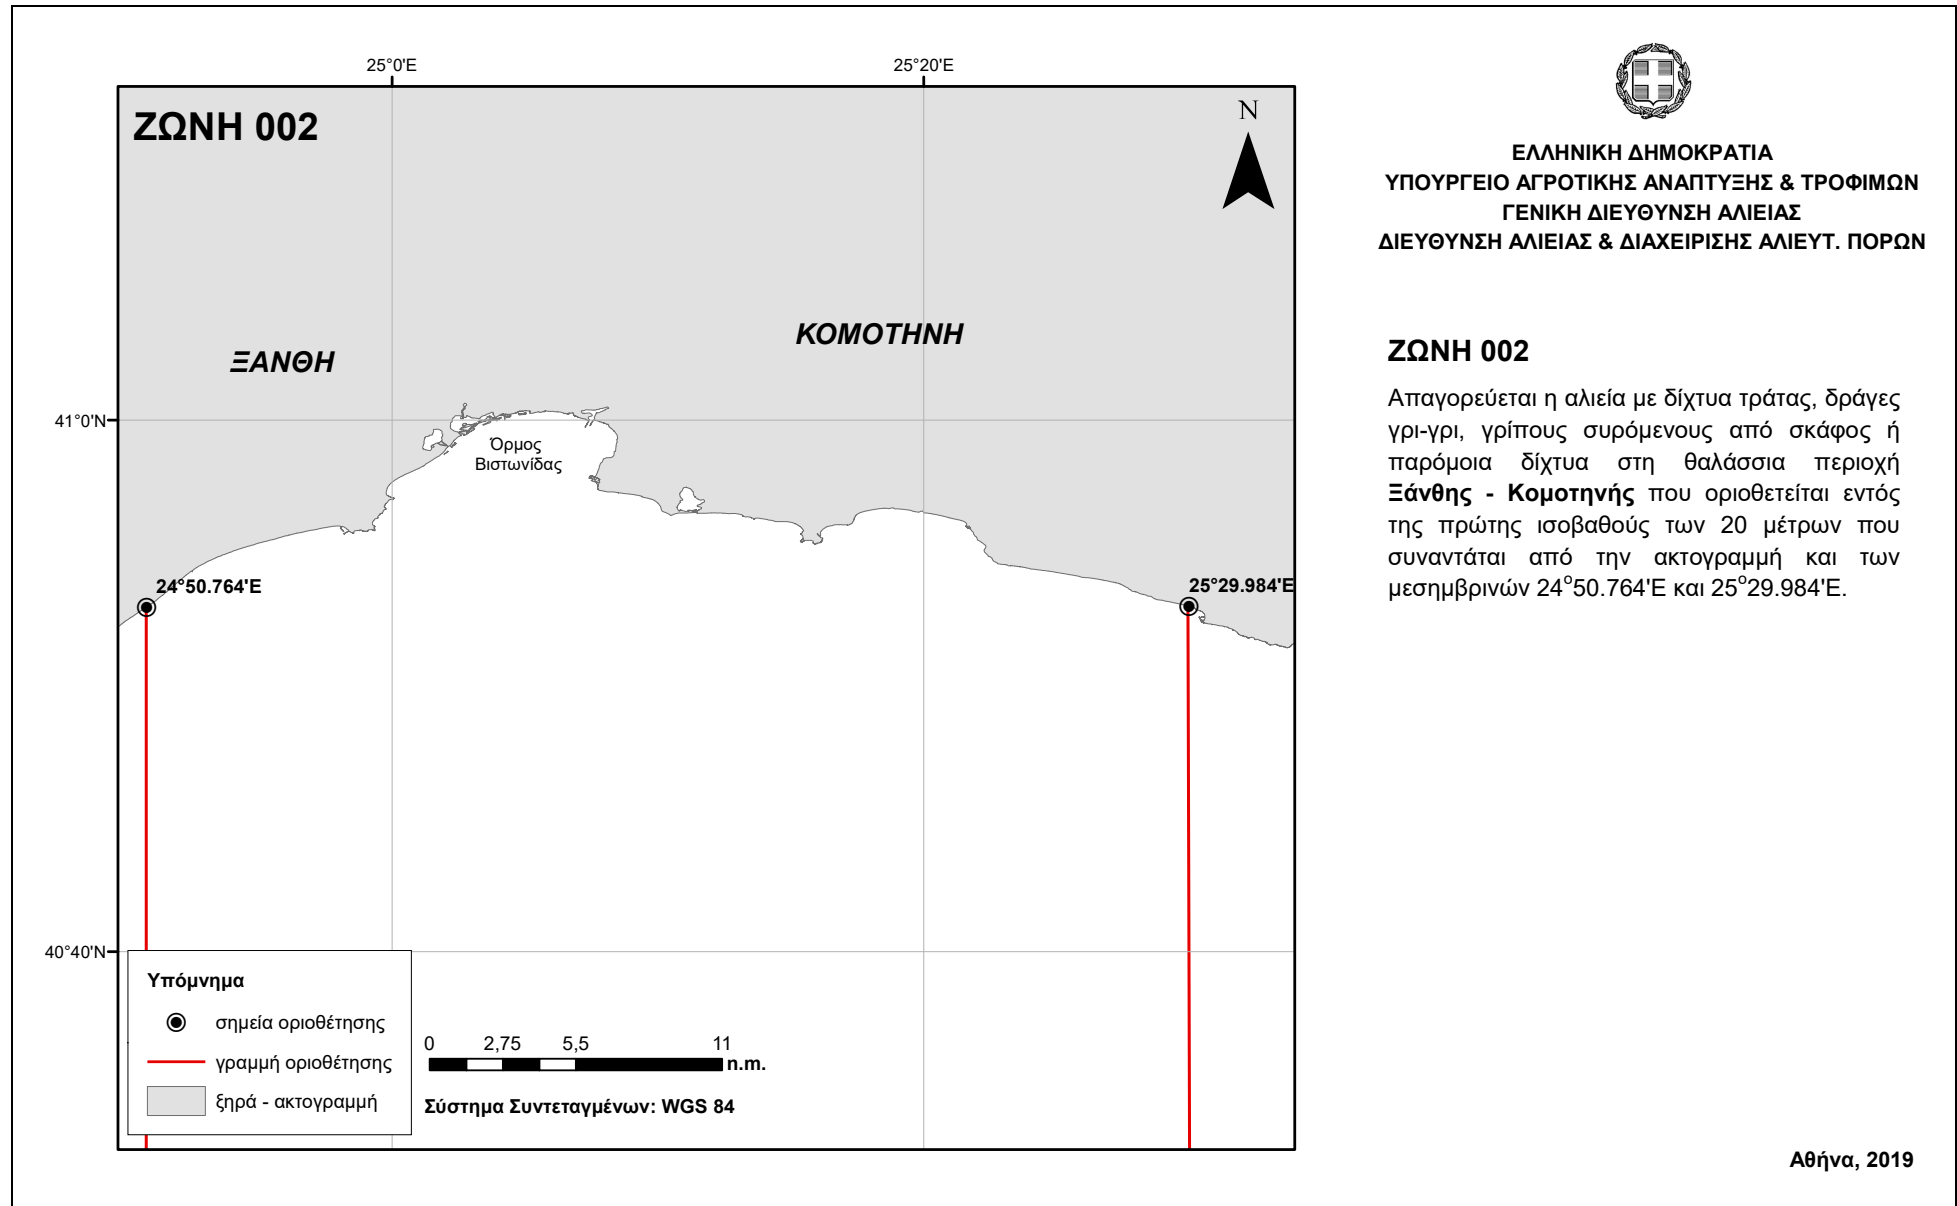 25°0'E
25°20'E
ΖΩΝΗ 002
N
ΚΟΜΟΤΗΝΗ
ΞΑΝΘΗ
41°0'N
Όρμος
Βιστωνίδας
24°50.764'E
25°29.984'E
40°40'N
Υπόμνημα
σημεία οριοθέτησης
γραμμή οριοθέτησης
ξηρά - ακτογραμμή
0 2,75 5,5 11
n.m.
Σύστημα Συντεταγμένων: WGS 84
ΕΛΛΗΝΙΚΗ ΔΗΜΟΚΡΑΤΙΑ
ΥΠΟΥΡΓΕΙΟ ΑΓΡΟΤΙΚΗΣ ΑΝΑΠΤΥΞΗΣ & ΤΡΟΦΙΜΩΝ
ΓΕΝΙΚΗ ΔΙΕΥΘΥΝΣΗ ΑΛΙΕΙΑΣ
ΔΙΕΥΘΥΝΣΗ ΑΛΙΕΙΑΣ & ΔΙΑΧΕΙΡΙΣΗΣ ΑΛΙΕΥΤ. ΠΟΡΩΝ
ΖΩΝΗ 002
Απαγορεύεται η αλιεία με δίχτυα τράτας, δράγες
γρι-γρι, γρίπους συρόμενους από σκάφος ή
παρόμοια δίχτυα στη θαλάσσια περιοχή
Ξάνθης - Κομοτηνής που οριοθετείται εντός
της πρώτης ισοβαθούς των 20 μέτρων που
συναντάται από την ακτογραμμή και των
μεσημβρινών 24°50.764'E και 25°29.984'E.
Αθήνα, 2019